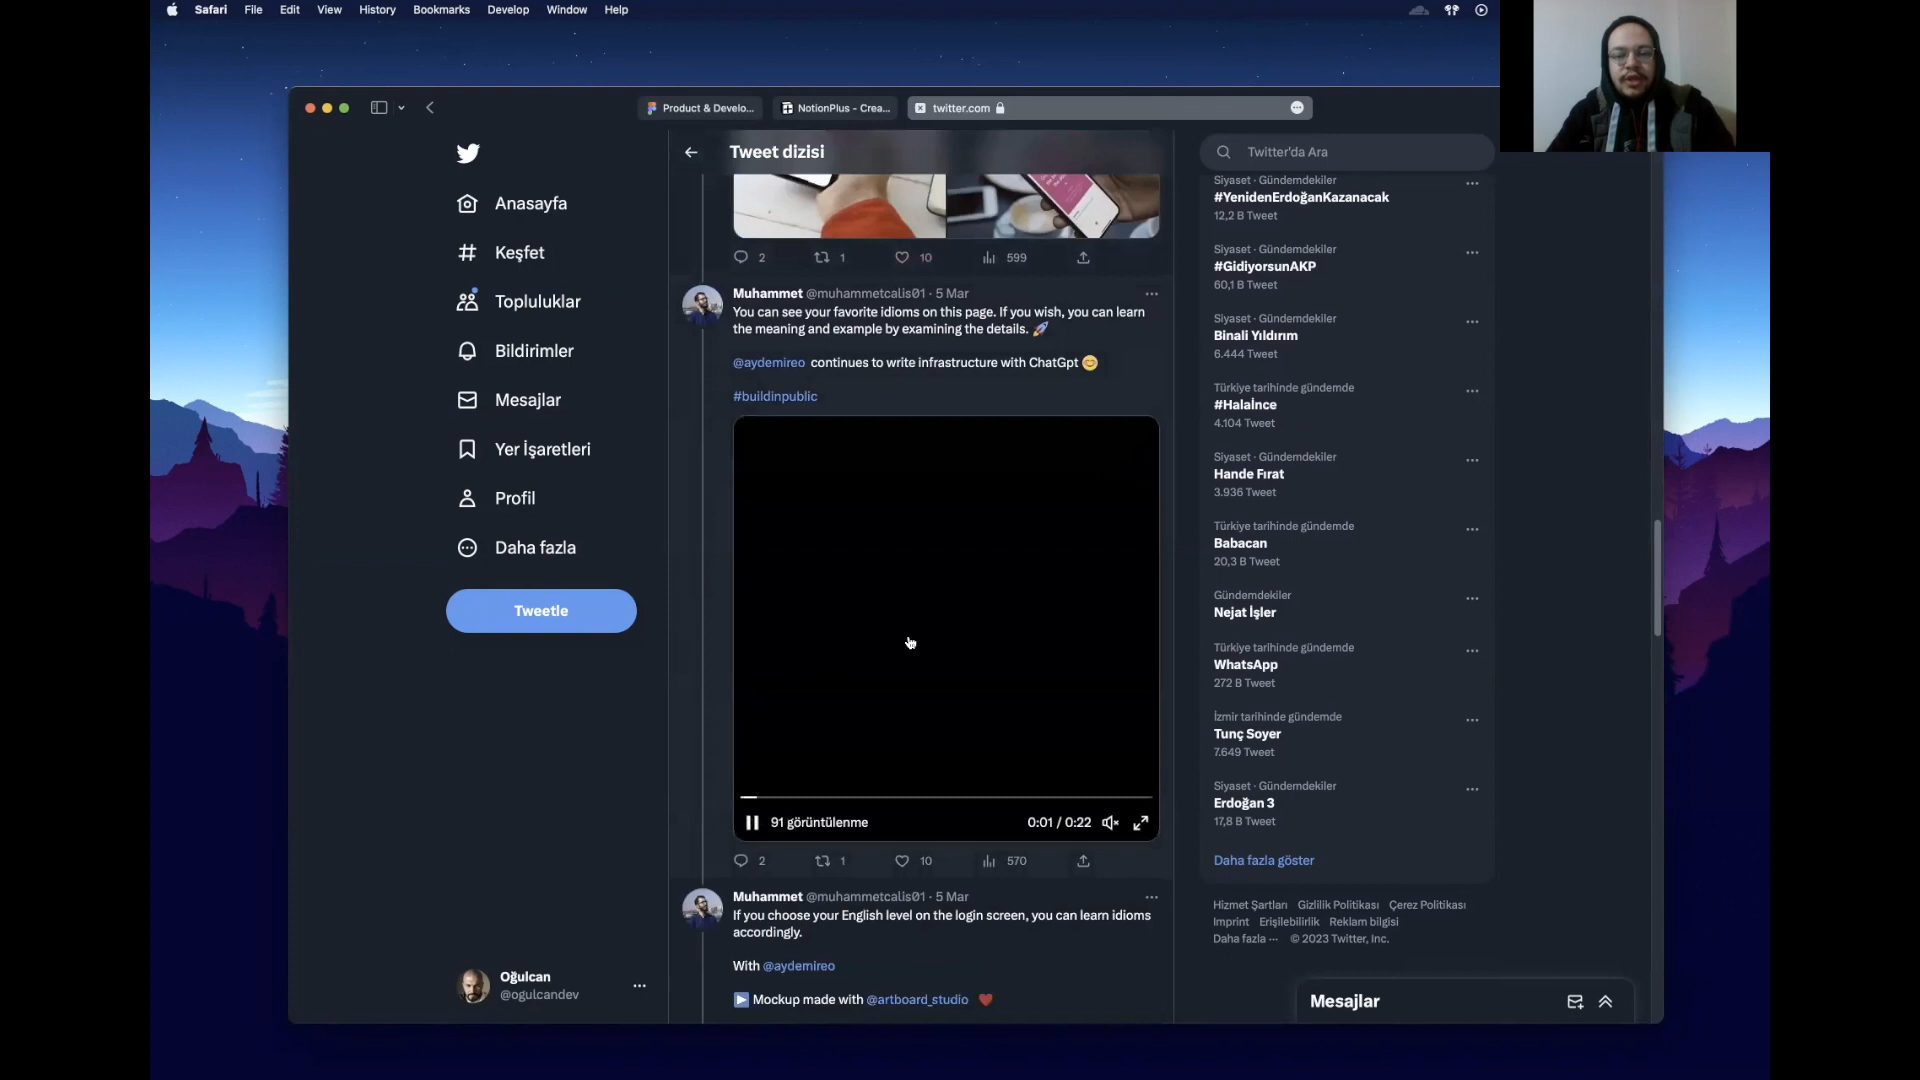 Safari File Edit View History Bookmarks Develop Window Help
Product & Develo...
NotionPlus - Crea...
twitter.com
Anasayfa
Keşfet
Topluluklar
Bildirimler
Mesajlar
Yer İşaretleri
Profil
Daha fazla
Tweetle
Oğulcan
@ogulcandev
Tweet dizisi
2 1 10 599
Muhammet @muhammetcalis01 · 5 Mar
You can see your favorite idioms on this page. If you wish, you can learn
the meaning and example by examining the details. 🚀
@aydemireo continues to write infrastructure with ChatGpt 😊
#buildinpublic
91 görüntülenme 0:01 / 0:22
2 1 10 570
Muhammet @muhammetcalis01 · 5 Mar
If you choose your English level on the login screen, you can learn idioms
accordingly.
With @aydemireo
▶️ Mockup made with @artboard_studio ♥️
Twitter'da Ara
Siyaset · Gündemdekiler
#YenidenErdoğanKazanacak
12,2 B Tweet
Siyaset · Gündemdekiler
#GidiyorsunAKP
60,1 B Tweet
Siyaset · Gündemdekiler
Binali Yıldırım
6.444 Tweet
Türkiye tarihinde gündemde
#Halaİnce
4.104 Tweet
Siyaset · Gündemdekiler
Hande Fırat
3.936 Tweet
Türkiye tarihinde gündemde
Babacan
20,3 B Tweet
Gündemdekiler
Nejat İşler
Türkiye tarihinde gündemde
WhatsApp
272 B Tweet
İzmir tarihinde gündemde
Tunç Soyer
7.649 Tweet
Siyaset · Gündemdekiler
Erdoğan 3
17,8 B Tweet
Daha fazla göster
Hizmet Şartları Gizlilik Politikası Çerez Politikası
Imprint Erişilebilirlik Reklam bilgisi
Daha fazla ··· © 2023 Twitter, Inc.
Mesajlar